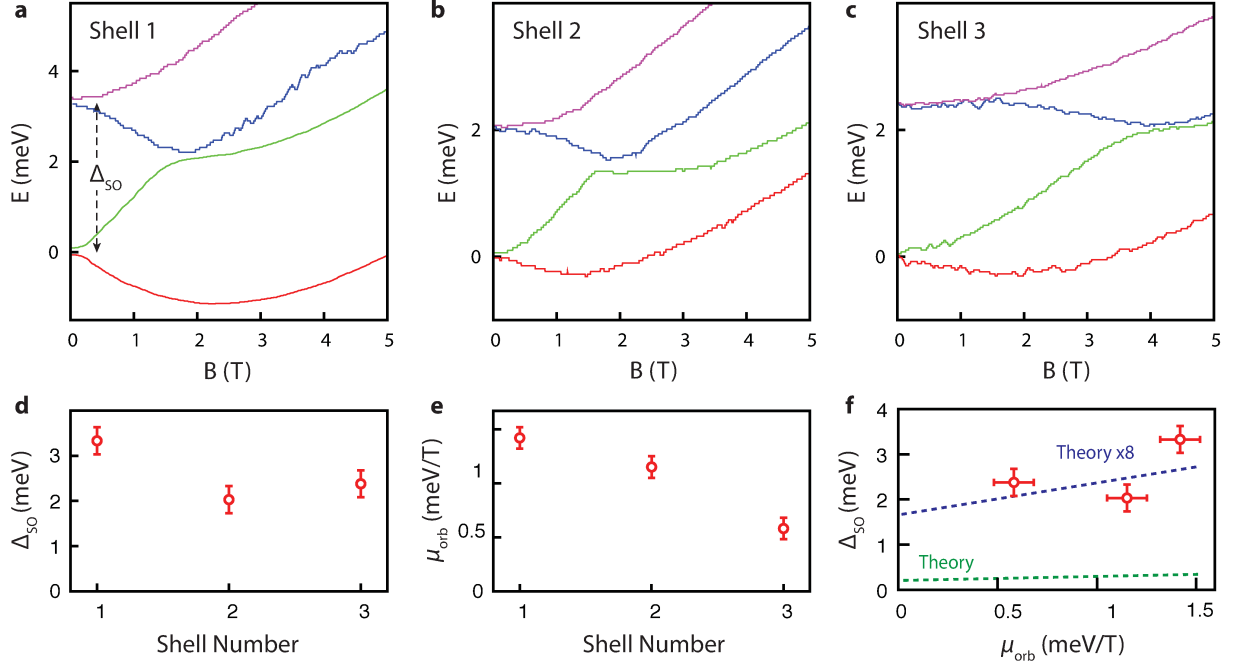 a
Shell 1
4
2
0
E (meV)
Δ_SO
0 1 2 3 4 5
B (T)
b
Shell 2
2
0
E (meV)
0 1 2 3 4 5
B (T)
c
Shell 3
2
0
E (meV)
0 1 2 3 4 5
B (T)
d
3
2
1
0
Δ_SO (meV)
1 2 3
Shell Number
e
1
0.5
0
μ_orb (meV/T)
1 2 3
Shell Number
f
4
3
2
1
0
Δ_SO (meV)
Theory x8
Theory
0 0.5 1 1.5
μ_orb (meV/T)